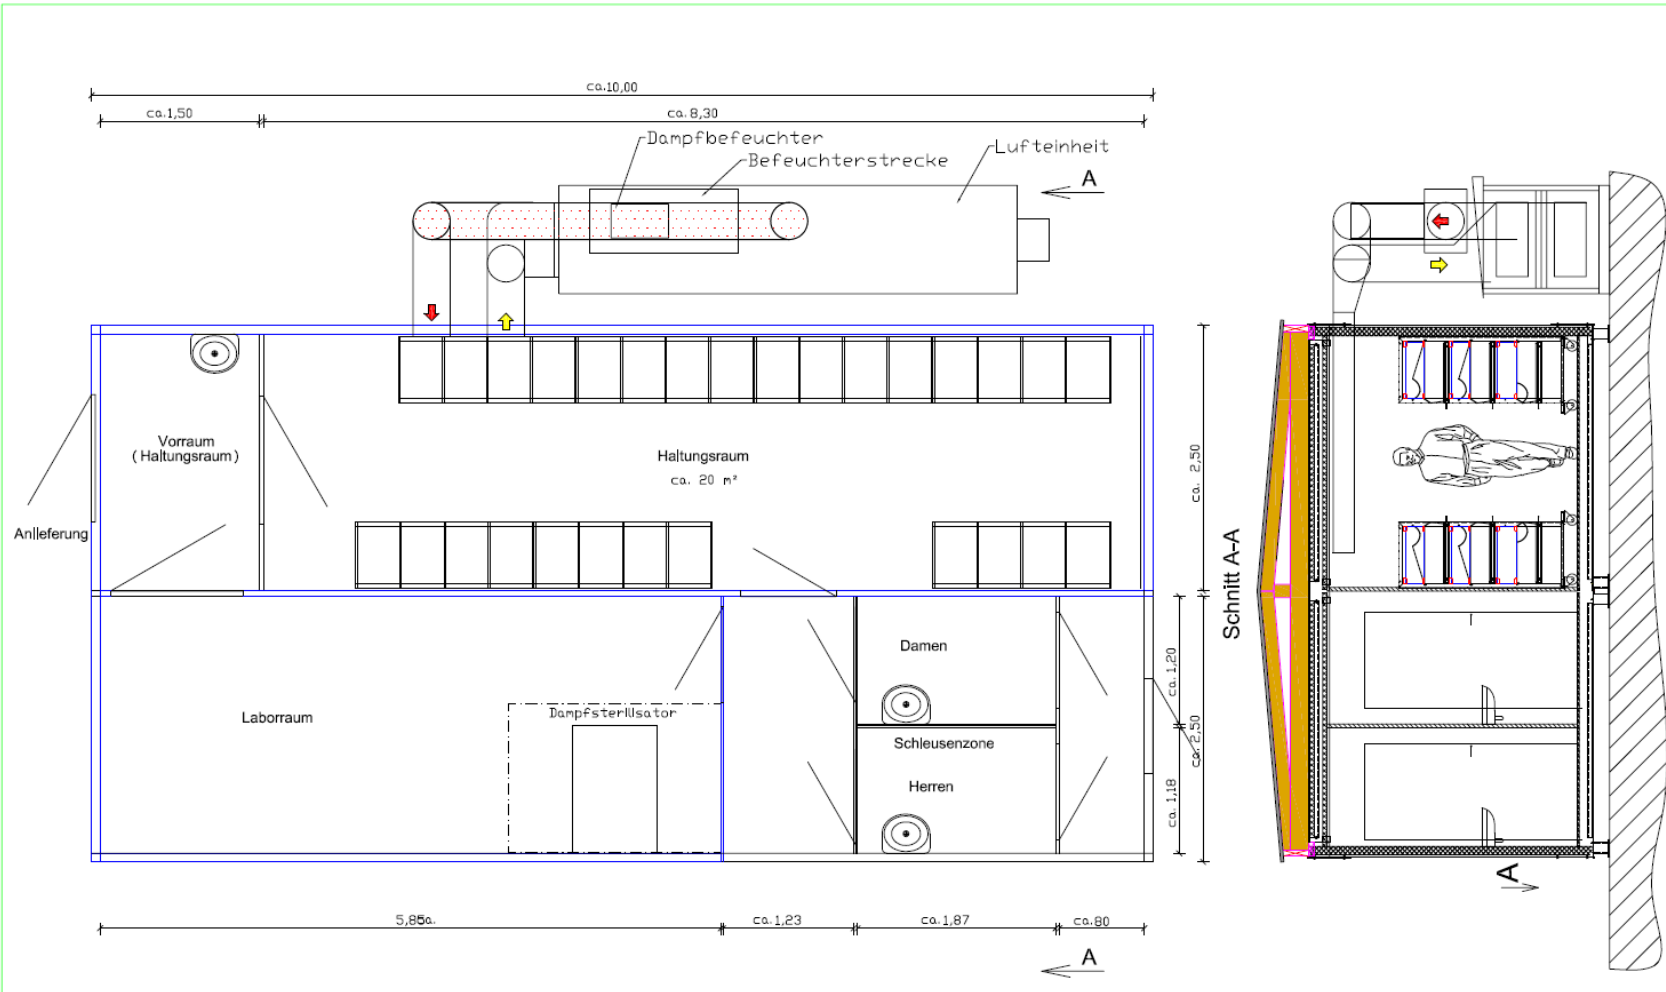 ca.10,00
ca.1,50
ca.8,30
Dampfbefeuchter
Befeuchterstrecke
Lufteinheit
A
Vorraum
( Haltungsraum )
Haltungsraum
ca. 20 m²
Anlieferung
ca. 2,50
Schnitt A-A
Damen
ca. 1,20
Laborraum
Dampfsterilisator
Schleusenzone
ca. 2,50
Herren
ca. 1,18
A
5,85ca.
ca.1,23
ca.1,87
ca.80
A